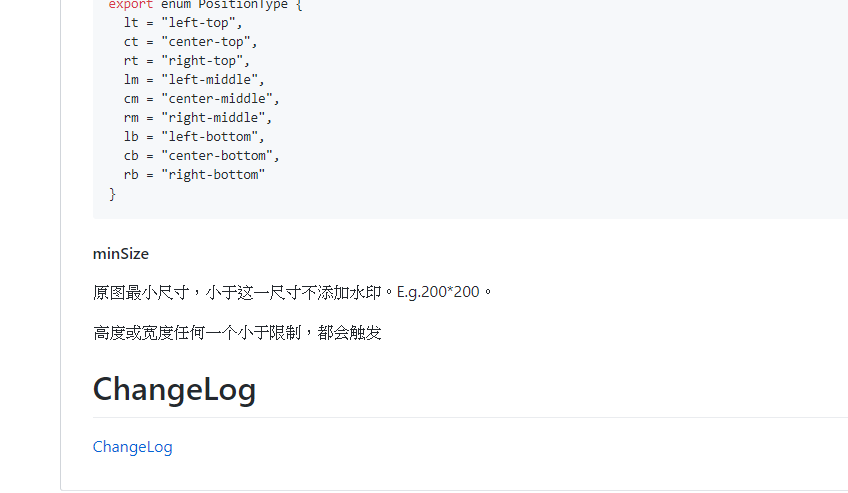 export enum PositionType {
  lt = "left-top",
  ct = "center-top",
  rt = "right-top",
  lm = "left-middle",
  cm = "center-middle",
  rm = "right-middle",
  lb = "left-bottom",
  cb = "center-bottom",
  rb = "right-bottom"
}
minSize
原图最小尺寸，小于这一尺寸不添加水印。E.g.200*200。
高度或宽度任何一个小于限制，都会触发
ChangeLog
ChangeLog